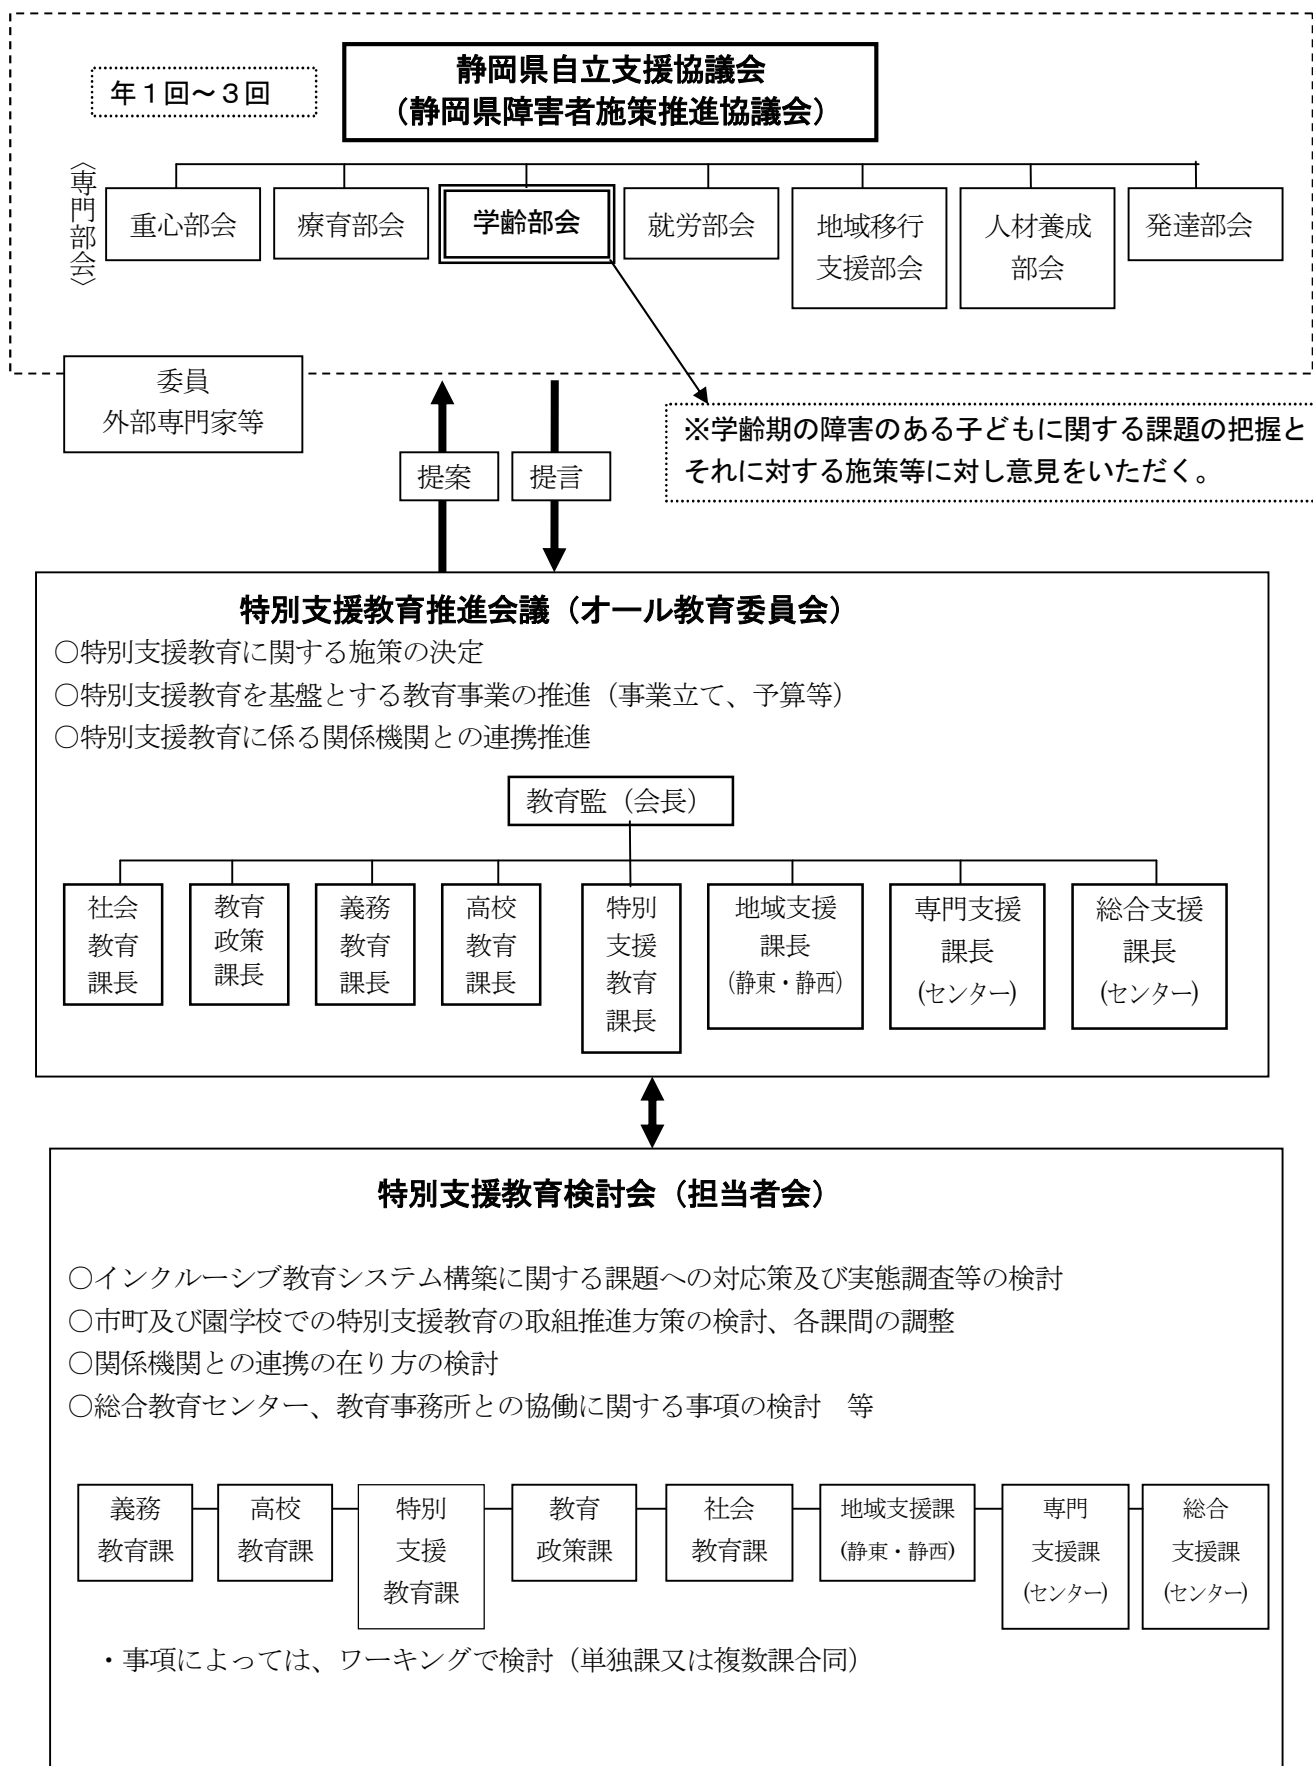 静岡県自立支援協議会
（静岡県障害者施策推進協議会）
年１回～３回
〈専門部会〉
重心部会
療育部会
学齢部会
就労部会
地域移行
支援部会
人材養成
部会
発達部会
委員
外部専門家等
提案
提言
※学齢期の障害のある子どもに関する課題の把握と
それに対する施策等に対し意見をいただく。
特別支援教育推進会議（オール教育委員会）
○特別支援教育に関する施策の決定
○特別支援教育を基盤とする教育事業の推進（事業立て、予算等）
○特別支援教育に係る関係機関との連携推進
教育監（会長）
社会
教育
課長
教育
政策
課長
義務
教育
課長
高校
教育
課長
特別
支援
教育
課長
地域支援
課長
（静東・静西）
専門支援
課長
（センター）
総合支援
課長
（センター）
特別支援教育検討会（担当者会）
○インクルーシブ教育システム構築に関する課題への対応策及び実態調査等の検討
○市町及び園学校での特別支援教育の取組推進方策の検討、各課間の調整
○関係機関との連携の在り方の検討
○総合教育センター、教育事務所との協働に関する事項の検討　等
義務
教育課
高校
教育課
特別
支援
教育課
教育
政策課
社会
教育課
地域支援課
（静東・静西）
専門
支援課
（センター）
総合
支援課
（センター）
・事項によっては、ワーキングで検討（単独課又は複数課合同）